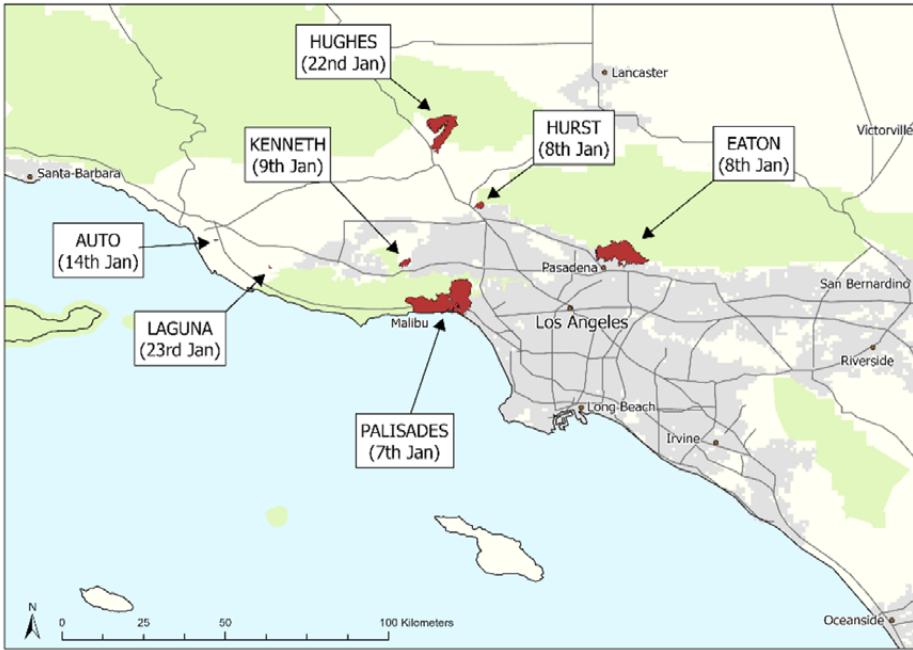 HUGHES
(22nd Jan)
Lancaster
HURST
(8th Jan)
KENNETH
(9th Jan)
EATON
(8th Jan)
Victorville
Santa-Barbara
AUTO
(14th Jan)
Pasadena
San Bernardino
LAGUNA
(23rd Jan)
Malibu
Los Angeles
Riverside
PALISADES
(7th Jan)
Long Beach
Irvine
N
0 25 50 100 Kilometers
Oceanside